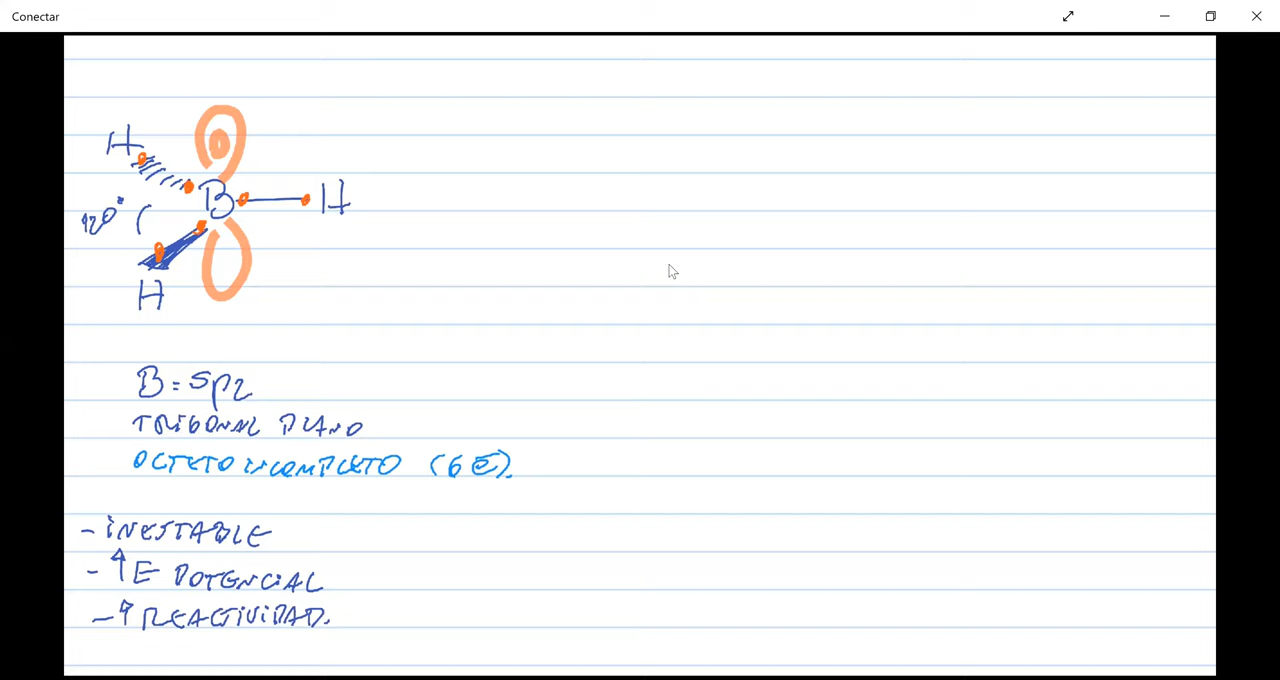 Conectar
H
B
H
120°
H
B = sp2
TRIGONAL PLANO
OCTETO INCOMPLETO (6 e).
- INESTABLE
- ↑ E POTENCIAL
- ↑ REACTIVIDAD.